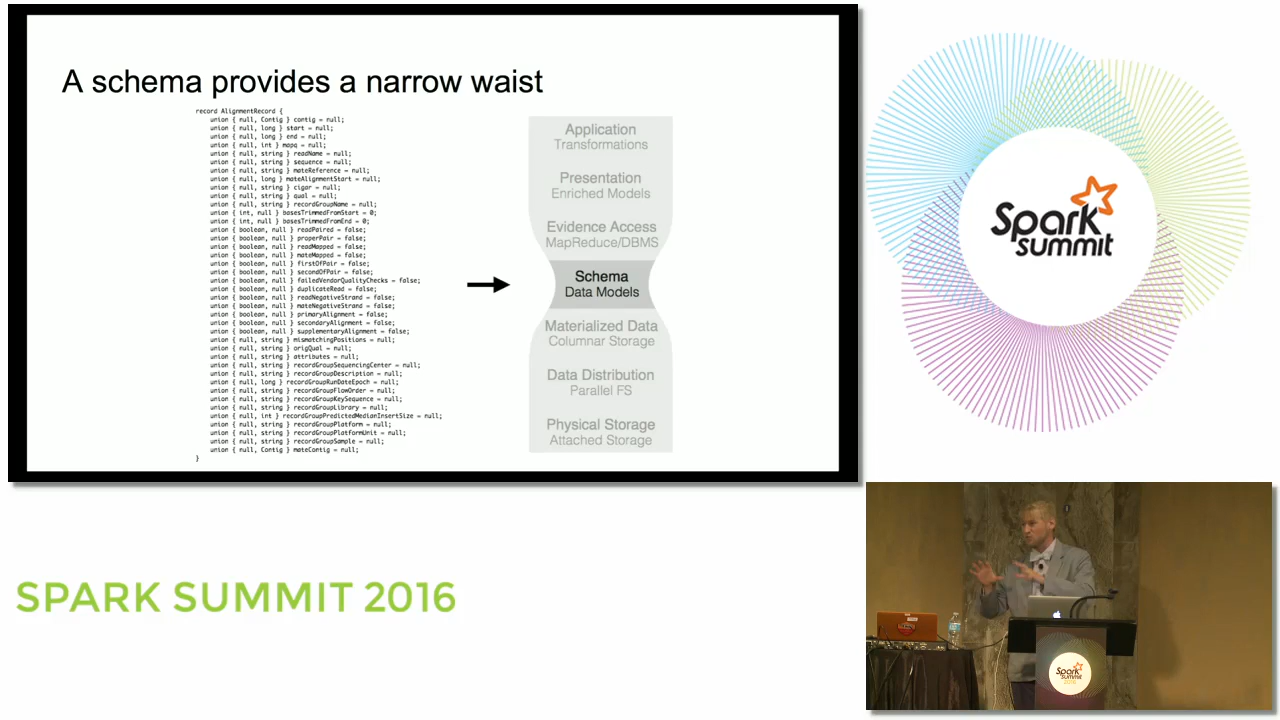 A schema provides a narrow waist
record AlignmentRecord {
union { null, Contig } contig = null;
union { null, long } start = null;
union { null, long } end = null;
union { null, int } mapq = null;
union { null, string } readName = null;
union { null, string } sequence = null;
union { null, string } mateReference = null;
union { null, long } mateAlignmentStart = null;
union { null, string } cigar = null;
union { null, string } qual = null;
union { null, string } recordGroupName = null;
union { int, null } basesTrimmedFromStart = 0;
union { int, null } basesTrimmedFromEnd = 0;
union { boolean, null } readPaired = false;
union { boolean, null } properPair = false;
union { boolean, null } readMapped = false;
union { boolean, null } mateMapped = false;
union { boolean, null } firstOfPair = false;
union { boolean, null } secondOfPair = false;
union { boolean, null } failedVendorQualityChecks = false;
union { boolean, null } duplicateRead = false;
union { boolean, null } readNegativeStrand = false;
union { boolean, null } mateNegativeStrand = false;
union { boolean, null } primaryAlignment = false;
union { boolean, null } secondaryAlignment = false;
union { boolean, null } supplementaryAlignment = false;
union { null, string } mismatchingPositions = null;
union { null, string } origQual = null;
union { null, string } attributes = null;
union { null, string } recordGroupSequencingCenter = null;
union { null, string } recordGroupDescription = null;
union { null, long } recordGroupRunDateEpoch = null;
union { null, string } recordGroupFlowOrder = null;
union { null, string } recordGroupKeySequence = null;
union { null, string } recordGroupLibrary = null;
union { null, int } recordGroupPredictedMedianInsertSize = null;
union { null, string } recordGroupPlatform = null;
union { null, string } recordGroupPlatformUnit = null;
union { null, string } recordGroupSample = null;
union { null, Contig } mateContig = null;
}
Application
Transformations
Presentation
Enriched Models
Evidence Access
MapReduce/DBMS
Schema
Data Models
Materialized Data
Columnar Storage
Data Distribution
Parallel FS
Physical Storage
Attached Storage
Spark
summit
SPARK SUMMIT 2016
Spark
summit